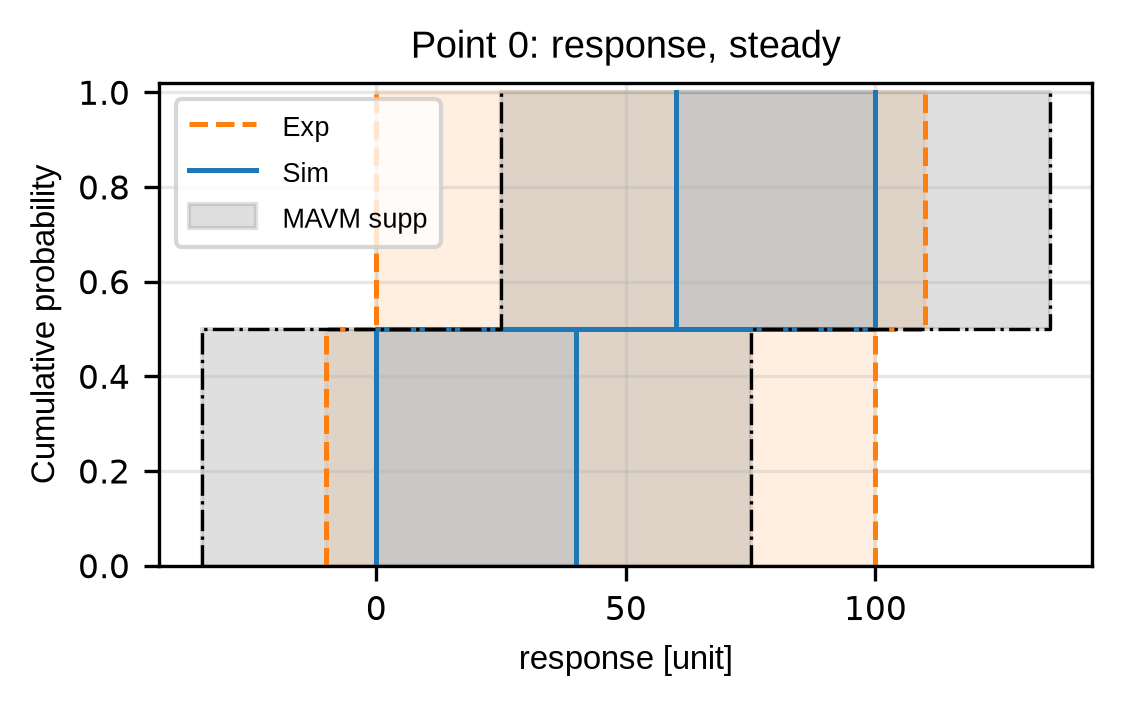 Point 0: response, steady
Cumulative probability
1.0
0.8
0.6
0.4
0.2
0.0
Exp
Sim
MAVM supp
0
50
100
response [unit]